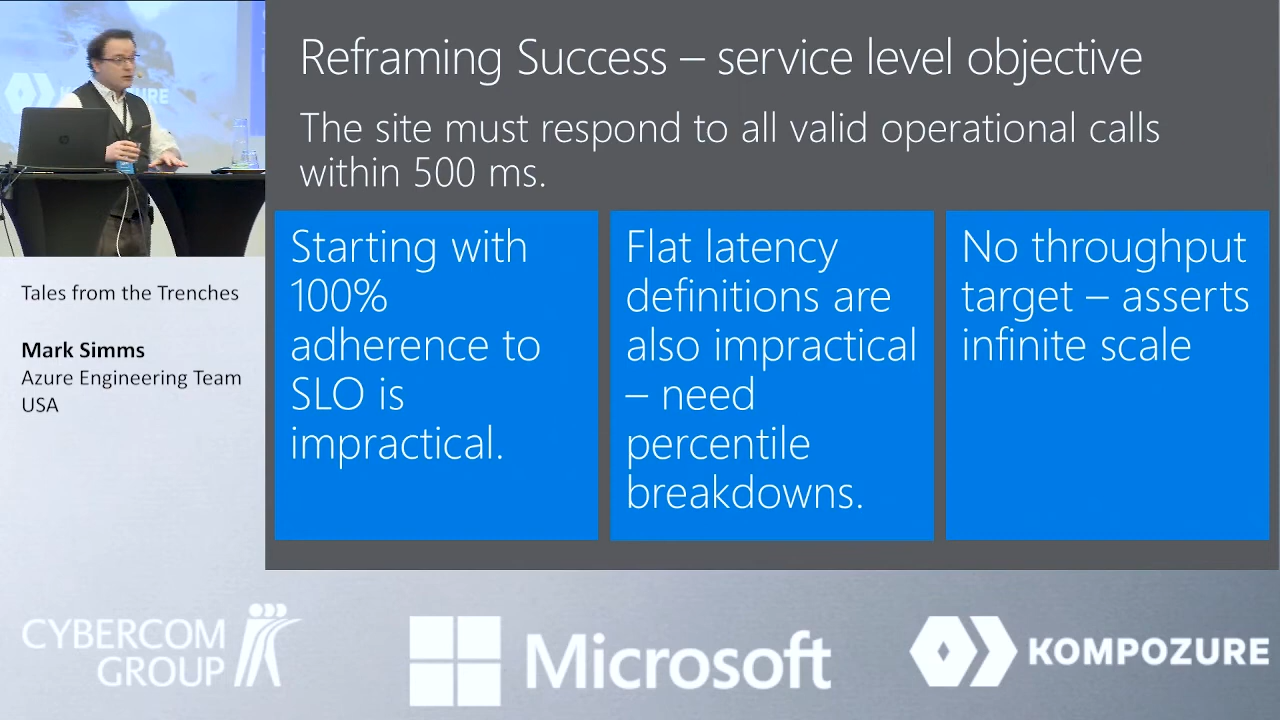 Reframing Success – service level objective
The site must respond to all valid operational calls
within 500 ms.
Starting with
100%
adherence to
SLO is
impractical.
Flat latency
definitions are
also impractical
– need
percentile
breakdowns.
No throughput
target – asserts
infinite scale
Tales from the Trenches
Mark Simms
Azure Engineering Team
USA
CYBERCOM
GROUP
Microsoft
KOMPOZURE